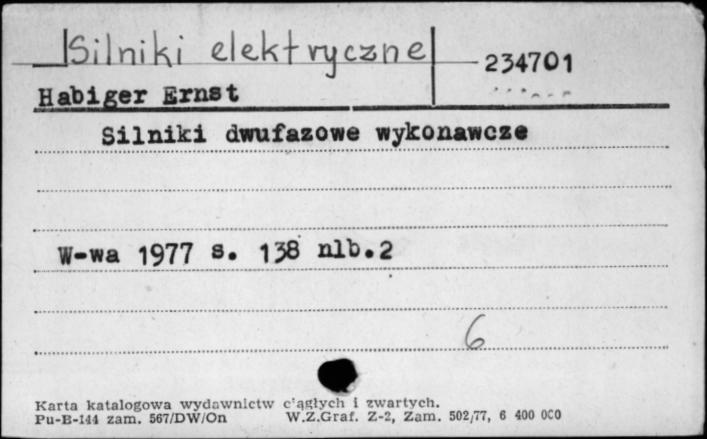 Silniki elektryczne
234701
Habiger Ernst
Silniki dwufazowe wykonawcze
W-wa 1977 s. 138 nlb.2
6
Karta katalogowa wydawnictw c'ągłych i zwartych.
Pu-B-144 zam. 567/DW/On W.Z.Graf. Z-2, Zam. 502/77, 6 400 000